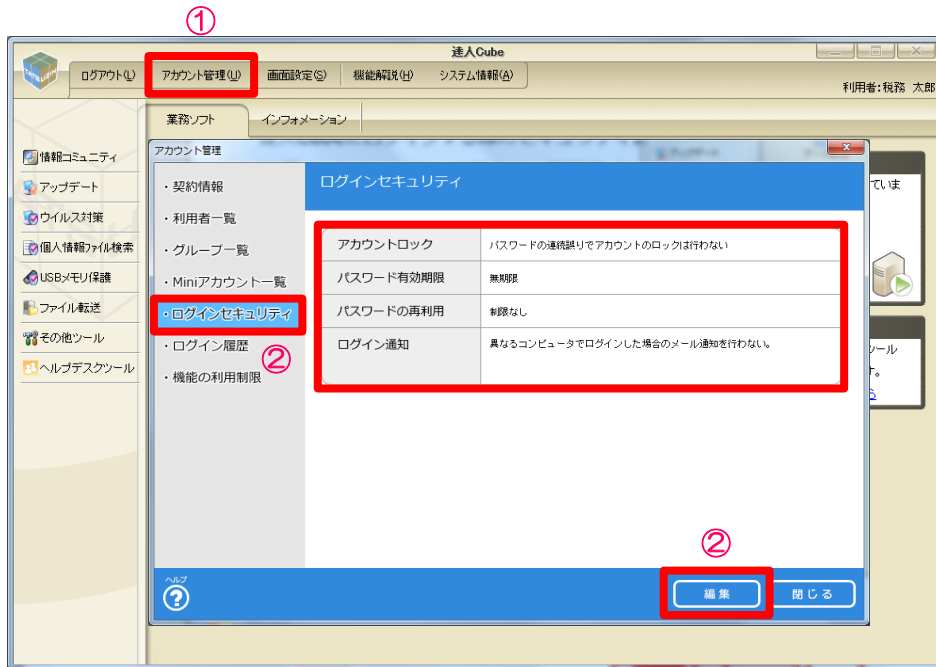 ①
達人Cube
ログアウト(L)
アカウント管理(U)
画面設定(S)
機能解説(H)
システム情報(A)
利用者:税務 太郎
業務ソフト
インフォメーション
情報コミュニティ
アップデート
ウイルス対策
個人情報ファイル検索
USBメモリ保護
ファイル転送
その他ツール
ヘルプデスクツール
アカウント管理
・契約情報
・利用者一覧
・グループ一覧
・Miniアカウント一覧
・ログインセキュリティ
・ログイン履歴
・機能の利用制限
②
ログインセキュリティ
アカウントロック
パスワードの連続誤りでアカウントのロックは行わない
パスワード有効期限
無期限
パスワードの再利用
制限なし
ログイン通知
異なるコンピュータでログインした場合のメール通知を行わない。
ていま
ツール
す。
②
ヘルプ
編集
閉じる